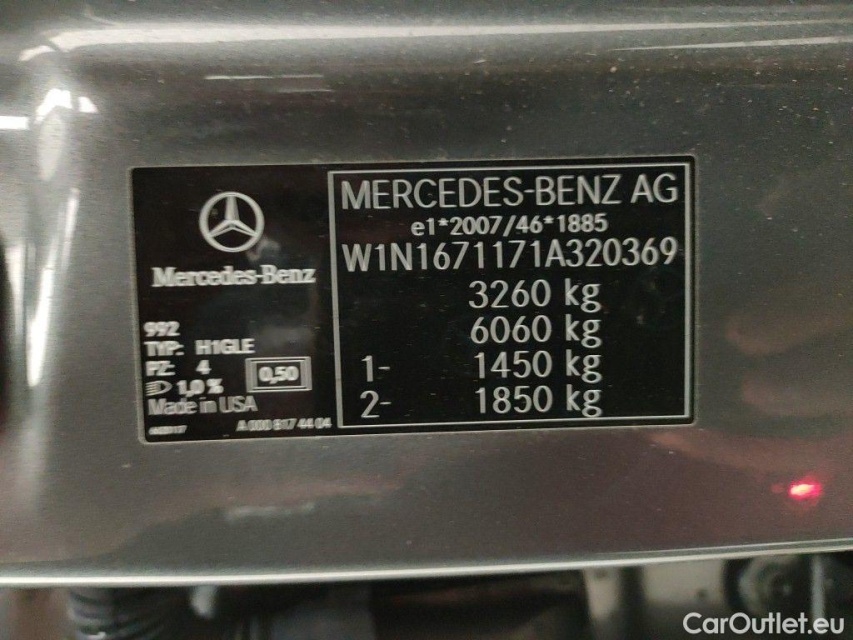 Mercedes-Benz
992
TYP: H1GLE
PZ: 4
1,0 %
0,50
Made in USA
A 000 817 44 04
MERCEDES-BENZ AG
e1*2007/46*1885
W1N1671171A320369
3260 kg
6060 kg
1- 1450 kg
2- 1850 kg
CarOutlet.eu